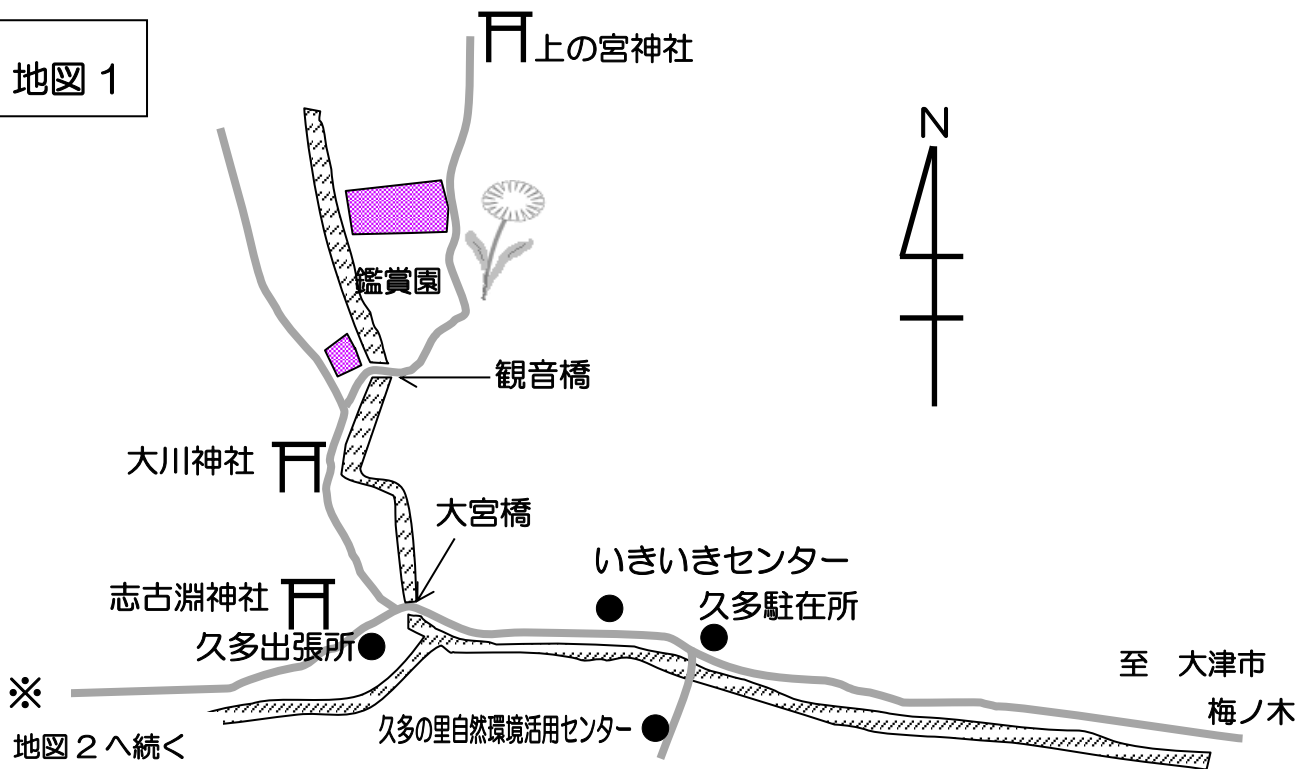 地図1
上の宮神社
N
鑑賞園
観音橋
大川神社
大宮橋
いきいきセンター
志古淵神社
久多駐在所
久多出張所
至　大津市
梅ノ木
※
久多の里自然環境活用センター
地図2へ続く